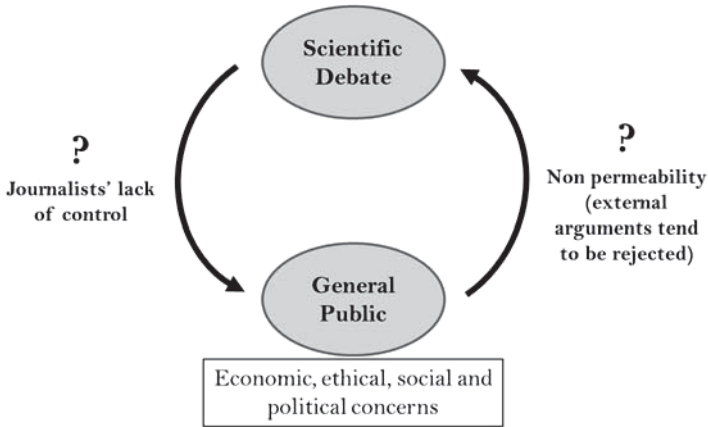 Scientific
Debate
?
Journalists' lack
of control
?
Non permeability
(external
arguments tend
to be rejected)
General
Public
Economic, ethical, social and
political concerns